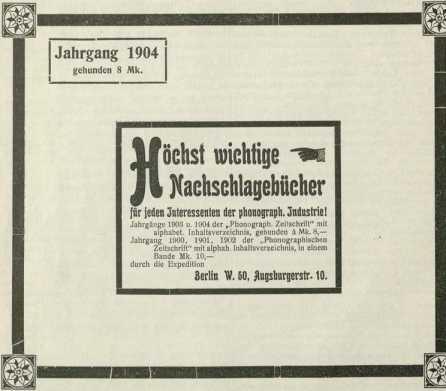 Jahrgang 1904
gebunden 8 Mk.
Höchst wichtige
Nachschlagebücher
für jeden Interessenten der phonograph. Industrie!
Jahrgänge 1903 u. 1904 der „Phonograph. Zeitschrift" mit
alphabet. Inhaltsverzeichnis, gebunden à Mk. 8,—
Jahrgang 1900, 1901, 1902 der „Phonographischen
Zeitschrift" mit alphab. Inhaltsverzeichnis, in einem
Bande Mk. 10,—
durch die Expedition
Berlin W. 50, Augsburgerstr. 10.